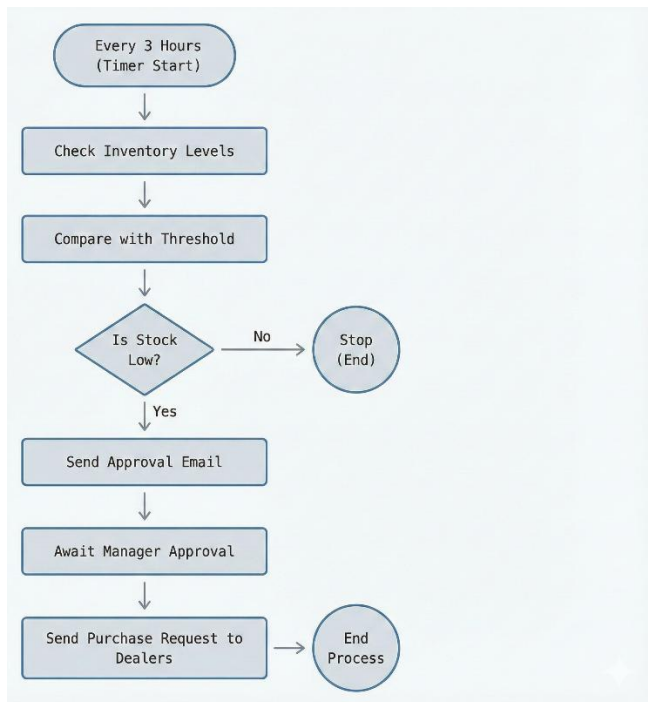 Every 3 Hours
(Timer Start)
Check Inventory Levels
Compare with Threshold
Is Stock
Low?
No
Stop
(End)
Yes
Send Approval Email
Await Manager Approval
Send Purchase Request to
Dealers
End
Process